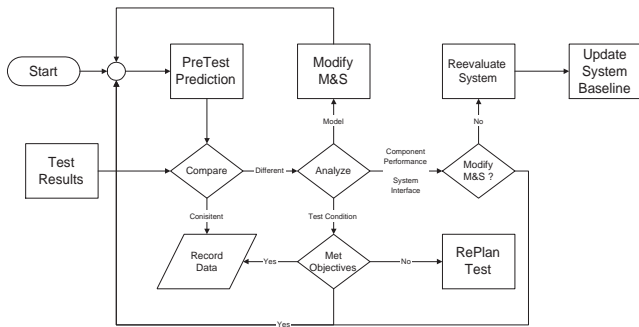 Start
PreTest
Prediction
Modify
M&S
Reevaluate
System
Update
System
Baseline
Model
No
Test
Results
Compare
Different
Analyze
Component
Performance
System
Interface
Modify
M&S ?
Conisitent
Test Condition
Record
Data
Yes
Met
Objectives
No
RePlan
Test
Yes